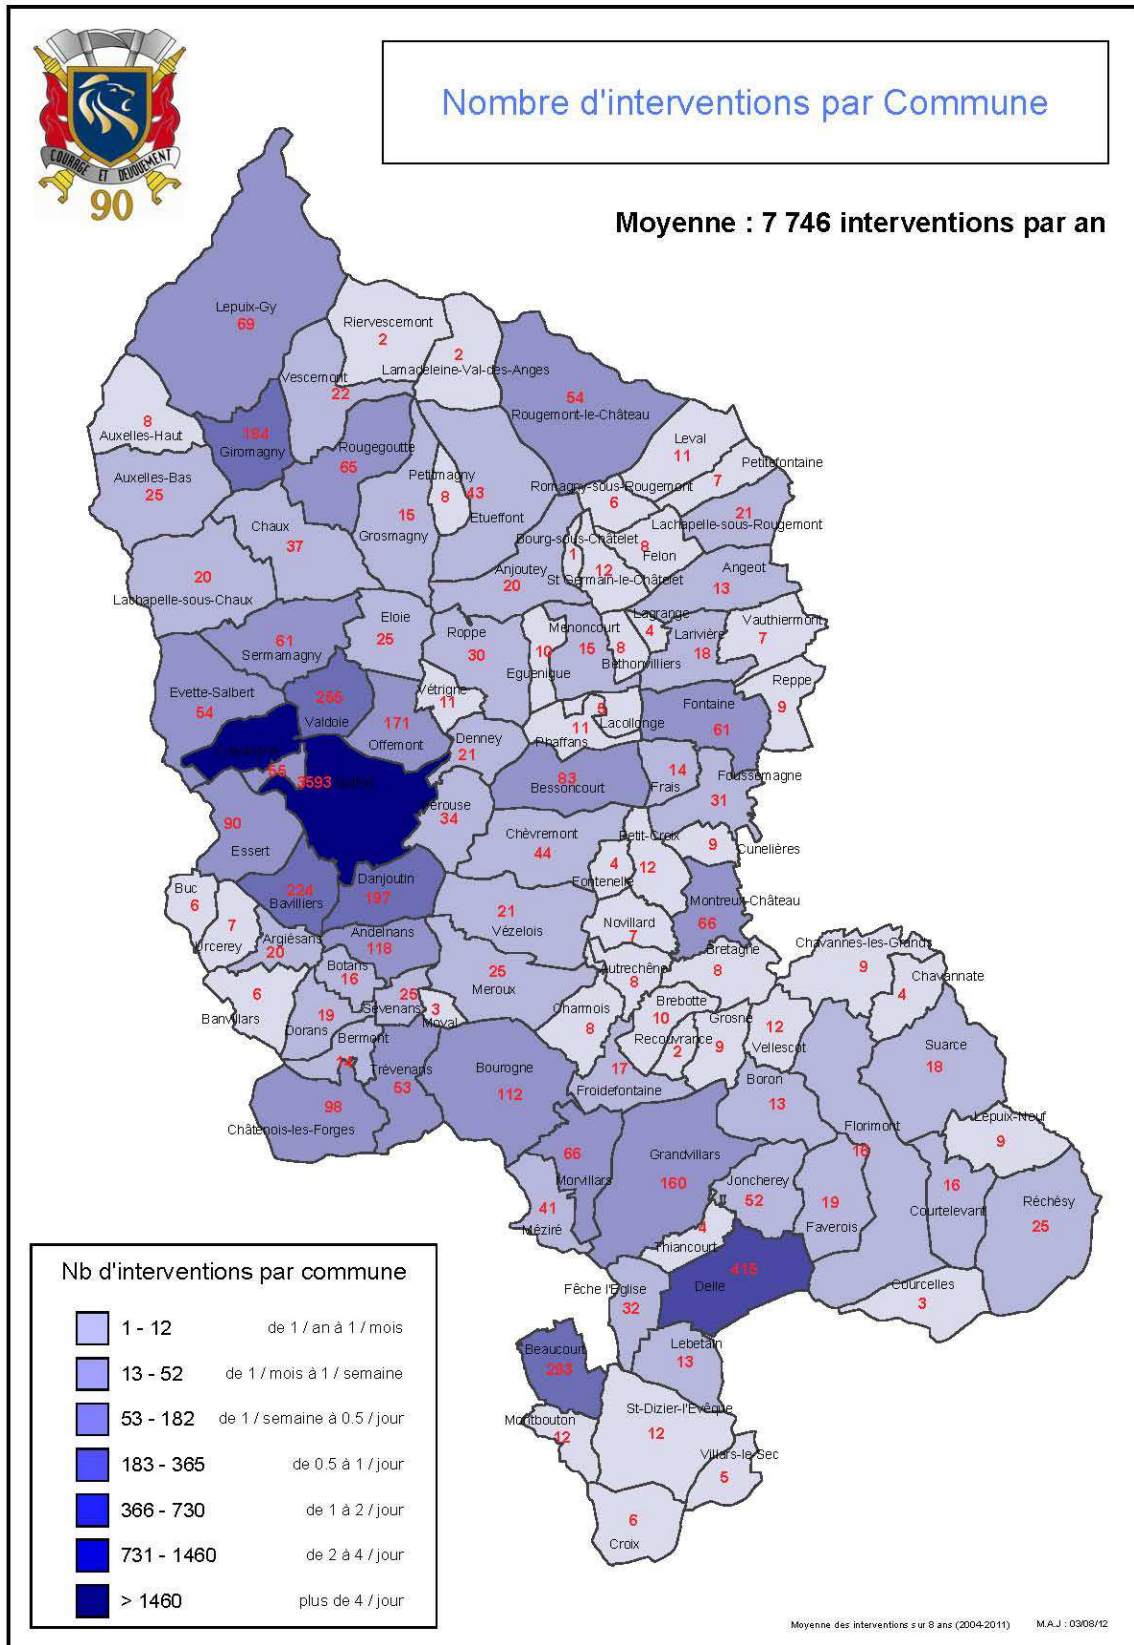 COURAGE ET DEVOUEMENT
90
Nombre d'interventions par Commune
Moyenne : 7 746 interventions par an
Lepuix-Gy
69
Riervescemont
2
2
Lamadeleine-Val-des-Anges
Vescemont
22
54
Rougemont-le-Château
8
Auxelles-Haut
184
Giromagny
Rougegoutte
65
Leval
11
Petitefontaine
7
Auxelles-Bas
25
Petitmagny
8
43
Etueffont
Romagny-sous-Rougemont
6
21
Lachapelle-sous-Rougemont
Chaux
37
15
Grosmagny
Bourg-sous-Châtelet
1
8
Felon
12
St Germain-le-Châtelet
Anjoutey
20
Angeot
13
20
Lachapelle-sous-Chaux
Eloie
25
Roppe
30
Menoncourt
15
10
Eguenigue
Lagrange
4
8
Béthonvilliers
Larivière
18
Vauthiermont
7
61
Sermamagny
Evette-Salbert
54
Valdoie
171
Offemont
Vétrigne
11
5
Lacollonge
11
Phaffans
Fontaine
61
Reppe
9
55
3593
Denney
21
83
Bessoncourt
14
Frais
Foussemagne
31
Pérouse
34
90
Essert
Chèvremont
44
Petit-Croix
12
4
Fontenelle
9
Cunelières
224
Bavilliers
Danjoutin
197
Buc
6
7
Urcerey
Argiésans
20
Andelnans
118
21
Vézelois
Novillard
7
Montreux-Château
66
Botans
16
25
Sévenans
25
Meroux
3
Moval
Autrechêne
8
Bretagne
8
Chavannes-les-Grands
9
Chavannate
4
6
Banvillars
19
Dorans
Bermont
Charmois
8
Brebotte
10
Recouvrance
2
Grosne
9
12
Vellescot
Suarce
18
Trévenans
53
Bourogne
112
17
Froidefontaine
Boron
13
98
Châtenois-les-Forges
Florimont
Lepuix-Neuf
9
66
Morvillars
Grandvillars
160
Joncherey
52
19
Faverois
16
Courtelevant
Réchésy
25
41
Méziré
4
Thiancourt
415
Delle
Courcelles
3
Fêche l'Eglise
32
Beaucourt
293
Lebetain
13
Montbouton
12
St-Dizier-l'Evêque
12
Villars-le-Sec
5
6
Croix
Nb d'interventions par commune
1 - 12 de 1 / an à 1 / mois
13 - 52 de 1 / mois à 1 / semaine
53 - 182 de 1 / semaine à 0.5 / jour
183 - 365 de 0.5 à 1 / jour
366 - 730 de 1 à 2 / jour
731 - 1460 de 2 à 4 / jour
> 1460 plus de 4 / jour
Moyenne des interventions sur 8 ans (2004-2011) M.A.J : 03/08/12